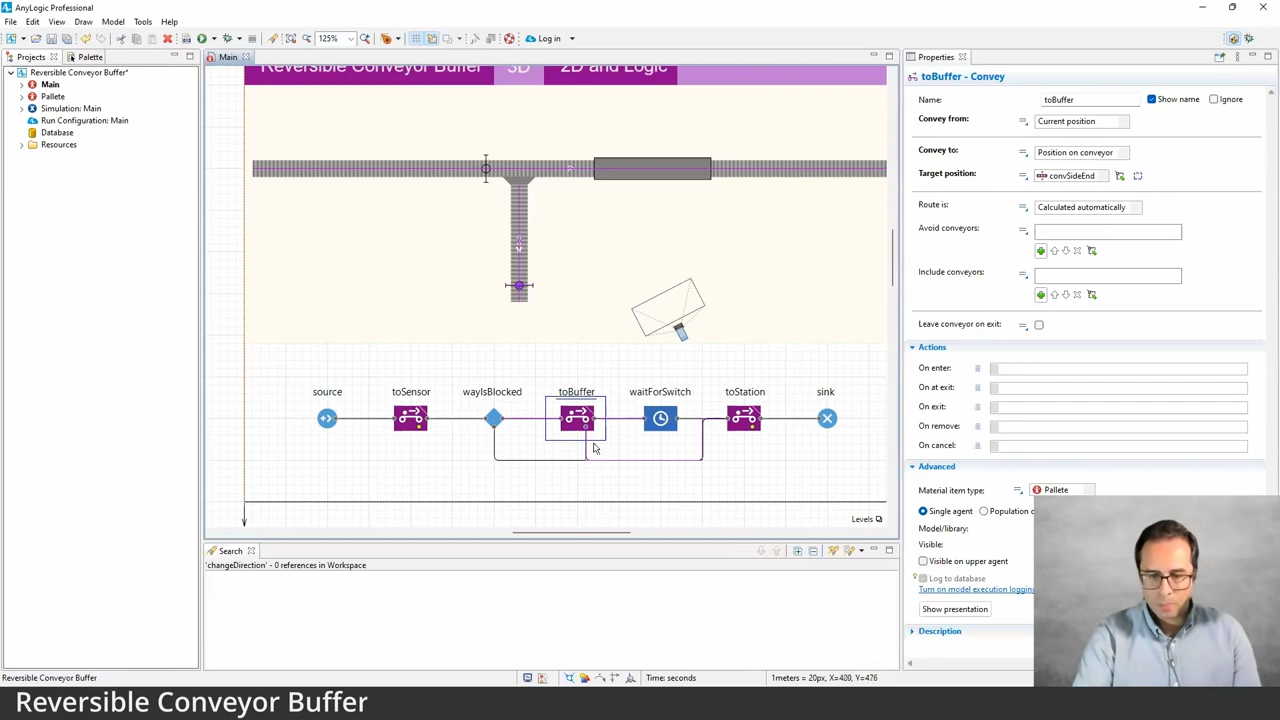 AnyLogic Professional
File Edit View Draw Model Tools Help
125%
Log in
Projects
Palette
Main
Properties
Reversible Conveyor Buffer*
Main
Pallete
Simulation: Main
Run Configuration: Main
Database
Resources
Reversible Conveyor Buffer 3D 2D and Logic
toBuffer - Convey
Name: toBuffer Show name Ignore
Convey from: Current position
Convey to: Position on conveyor
Target position: convSideEnd
Route is: Calculated automatically
Avoid conveyors:
Include conveyors:
Leave conveyor on exit:
Actions
On enter:
On at exit:
On exit:
On remove:
On cancel:
Advanced
Material item type: Pallete
Single agent Population o
Model/library:
Visible:
Visible on upper agent
Log to database
Turn on model execution logging
Show presentation
Description
source toSensor wayIsBlocked toBuffer waitForSwitch toStation sink
Levels
Search
'changeDirection' - 0 references in Workspace
Reversible Conveyor Buffer
Time: seconds
1meters = 20px, X=400, Y=476
Reversible Conveyor Buffer